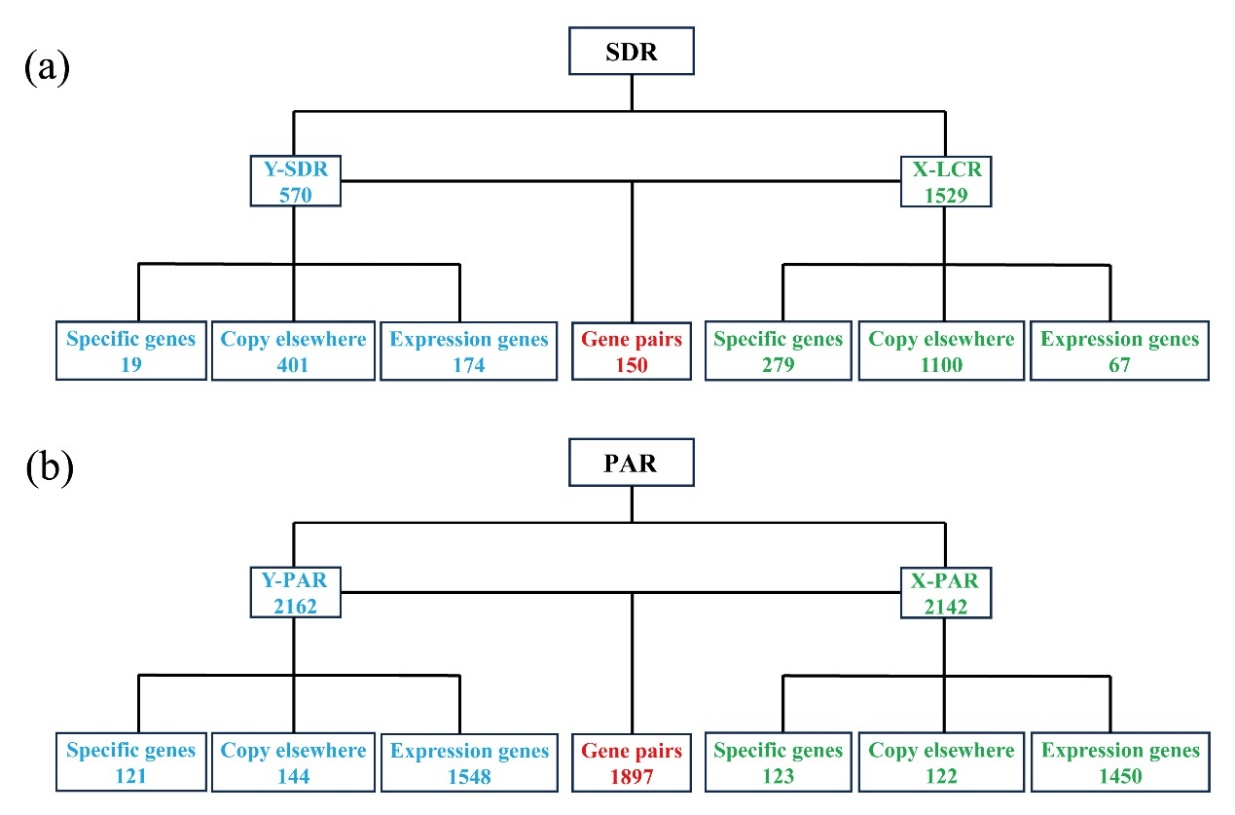 (a)
SDR
Y-SDR
570
X-LCR
1529
Specific genes
19
Copy elsewhere
401
Expression genes
174
Gene pairs
150
Specific genes
279
Copy elsewhere
1100
Expression genes
67
(b)
PAR
Y-PAR
2162
X-PAR
2142
Specific genes
121
Copy elsewhere
144
Expression genes
1548
Gene pairs
1897
Specific genes
123
Copy elsewhere
122
Expression genes
1450